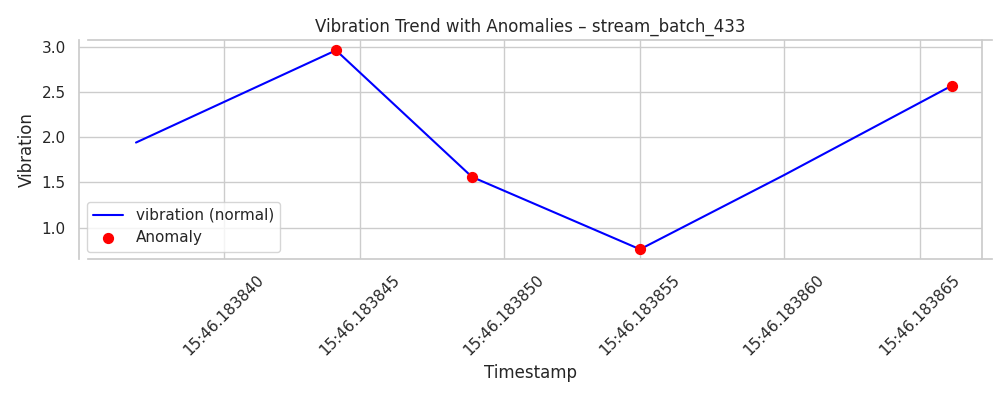 Vibration Trend with Anomalies – stream_batch_433
Vibration
3.0
2.5
2.0
1.5
1.0
vibration (normal)
Anomaly
15:46.183840
15:46.183845
15:46.183850
15:46.183855
15:46.183860
15:46.183865
Timestamp